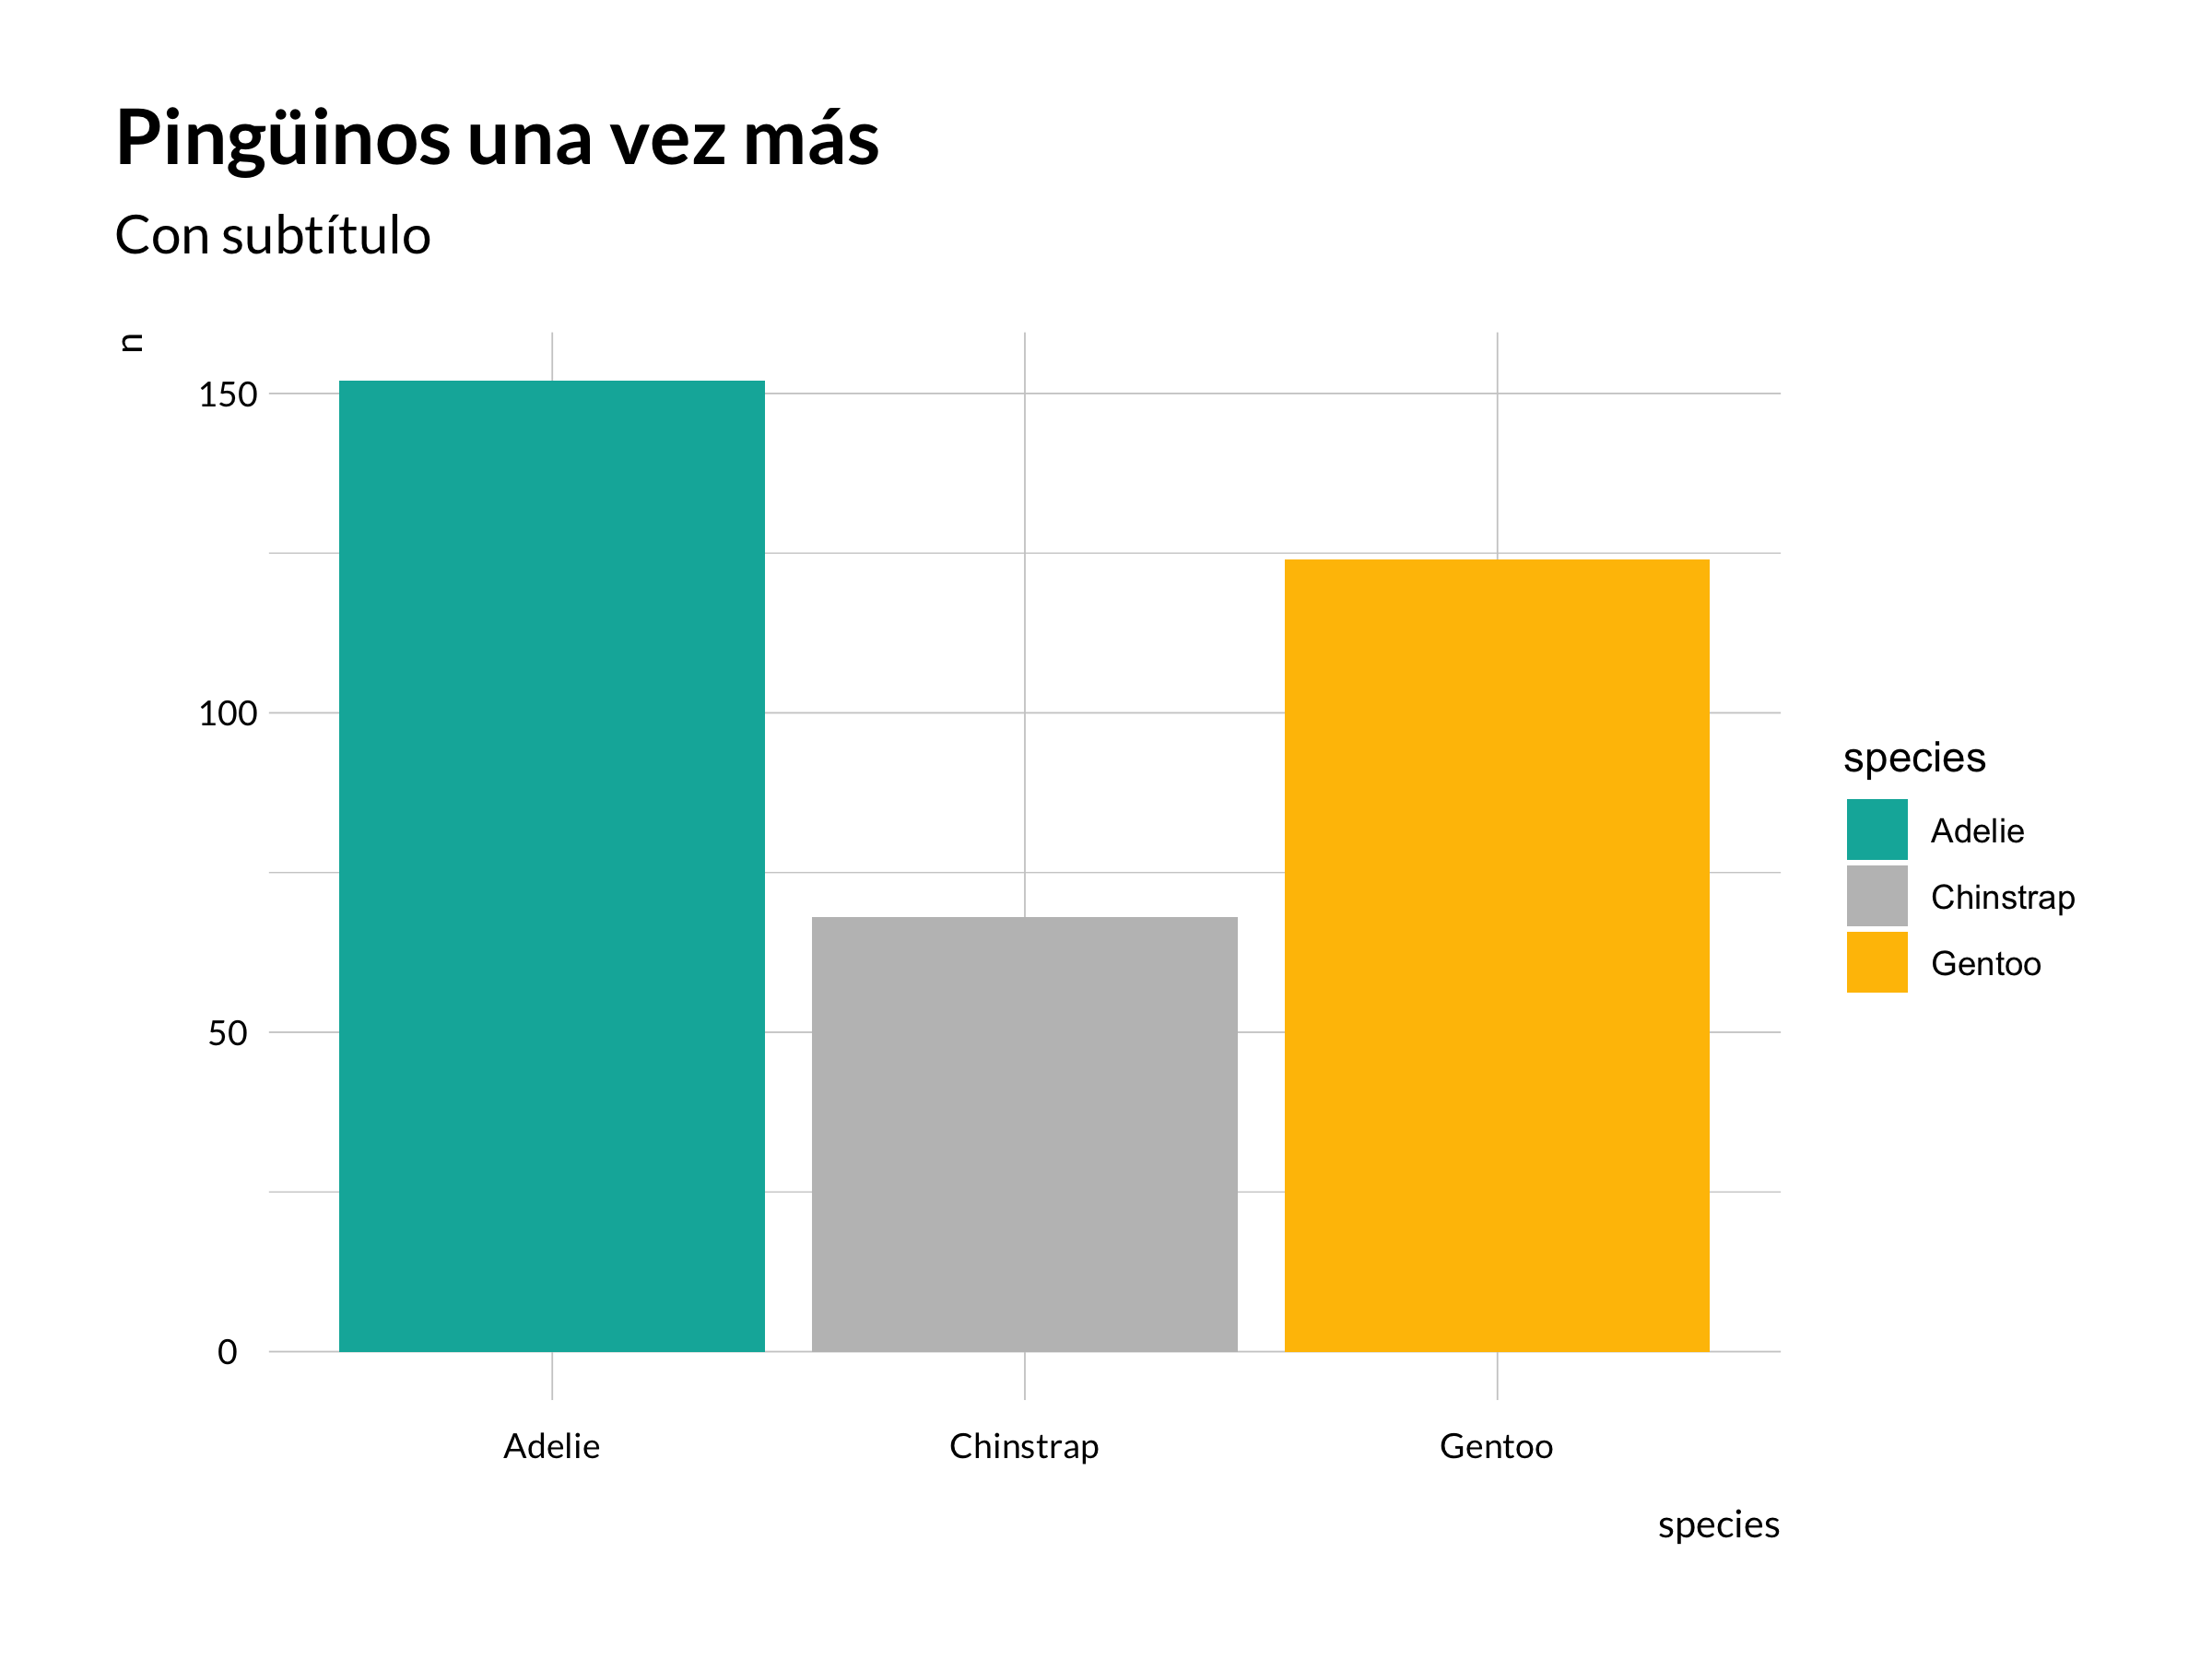 Pingüinos una vez más
Con subtítulo
n
150
100
50
0
Adelie
Chinstrap
Gentoo
species
species
Adelie
Chinstrap
Gentoo